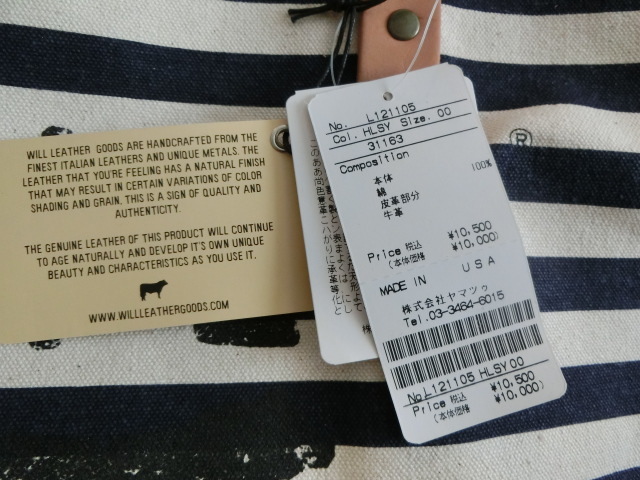 WILL LEATHER GOODS ARE HANDCRAFTED FROM THE
FINEST ITALIAN LEATHERS AND UNIQUE METALS. THE
LEATHER THAT YOU'RE FEELING HAS A NATURAL FINISH
THAT MAY RESULT IN CERTAIN VARIATIONS OF COLOR
SHADING AND GRAIN. THIS IS A SIGN OF QUALITY AND
AUTHENTICITY.
THE GENUINE LEATHER OF THIS PRODUCT WILL CONTINUE
TO AGE NATURALLY AND DEVELOP IT'S OWN UNIQUE
BEAUTY AND CHARACTERISTICS AS YOU USE IT.
WWW.WILLLEATHERGOODS.COM
No. L121105
Col. HLSY Size. 00
31163
Composition
本体 100%
綿
皮革部分
牛革
Price 税込 ¥10,500
(本体価格 ¥10,000)
MADE IN USA
株式会社ヤマツゥ
Tel.03-3464-6015
No.L121105 HLSY 00
Price 税込 ¥10,500
(本体価格 ¥10,000)
®